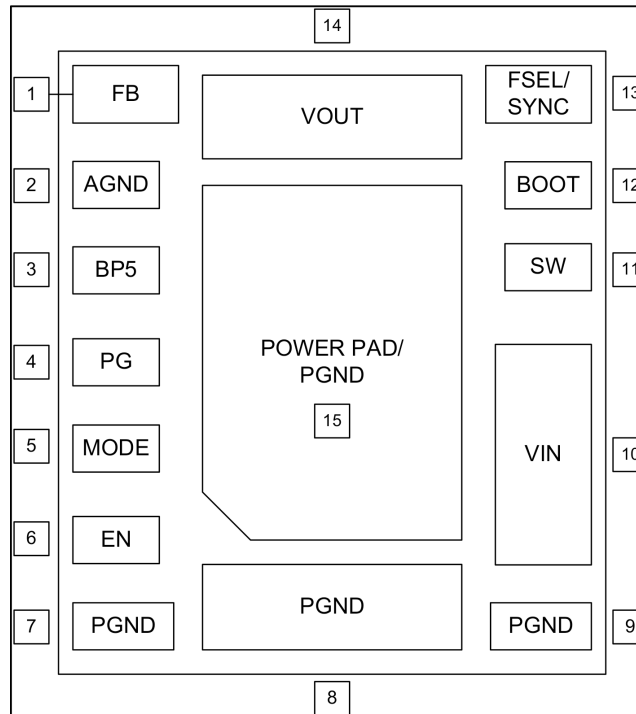 14
1
FB
VOUT
FSEL/
SYNC
13
2
AGND
BOOT
12
3
BP5
SW
11
4
PG
POWER PAD/
PGND
15
5
MODE
VIN
10
6
EN
7
PGND
PGND
PGND
9
8